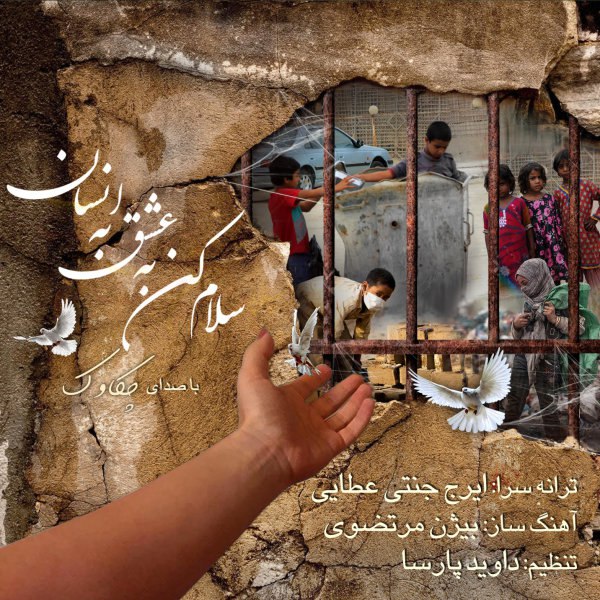 سلام کن به عشق به انسان
با صدای چکاوک
ترانه سرا: ایرج جنتی عطایی
آهنگ ساز: بیژن مرتضوی
تنظیم: داوید پارسا